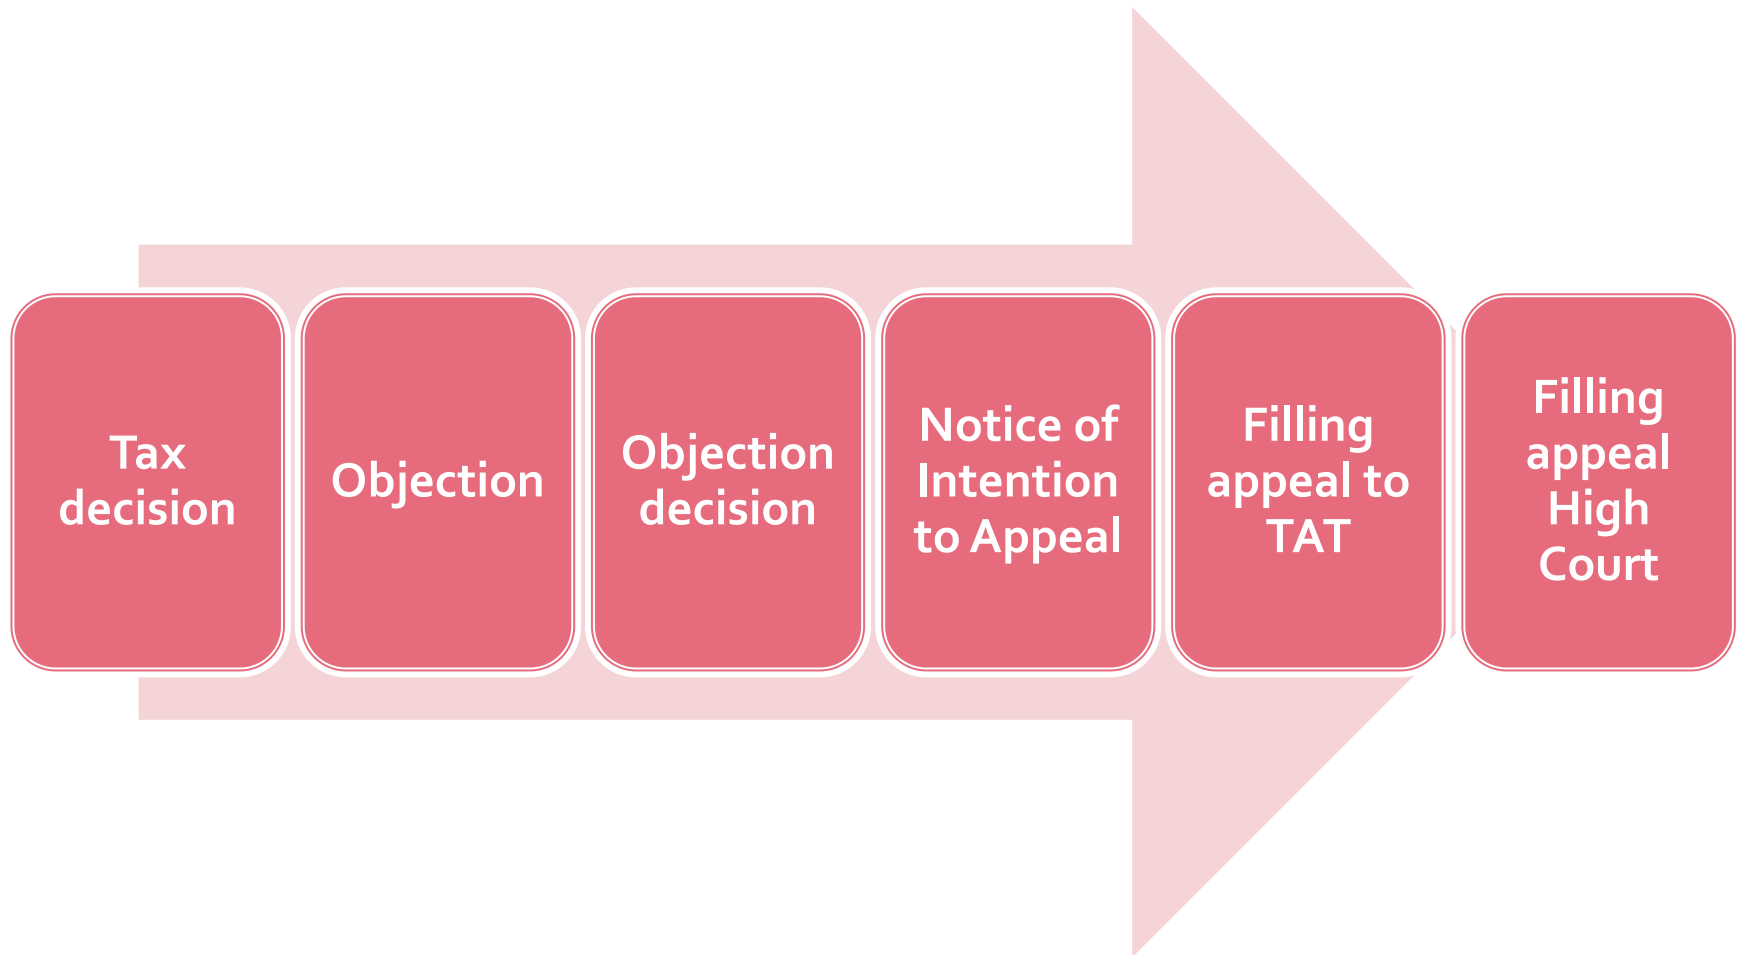 Tax
decision
Objection
Objection
decision
Notice of
Intention
to Appeal
Filling
appeal to
TAT
Filling
appeal
High
Court